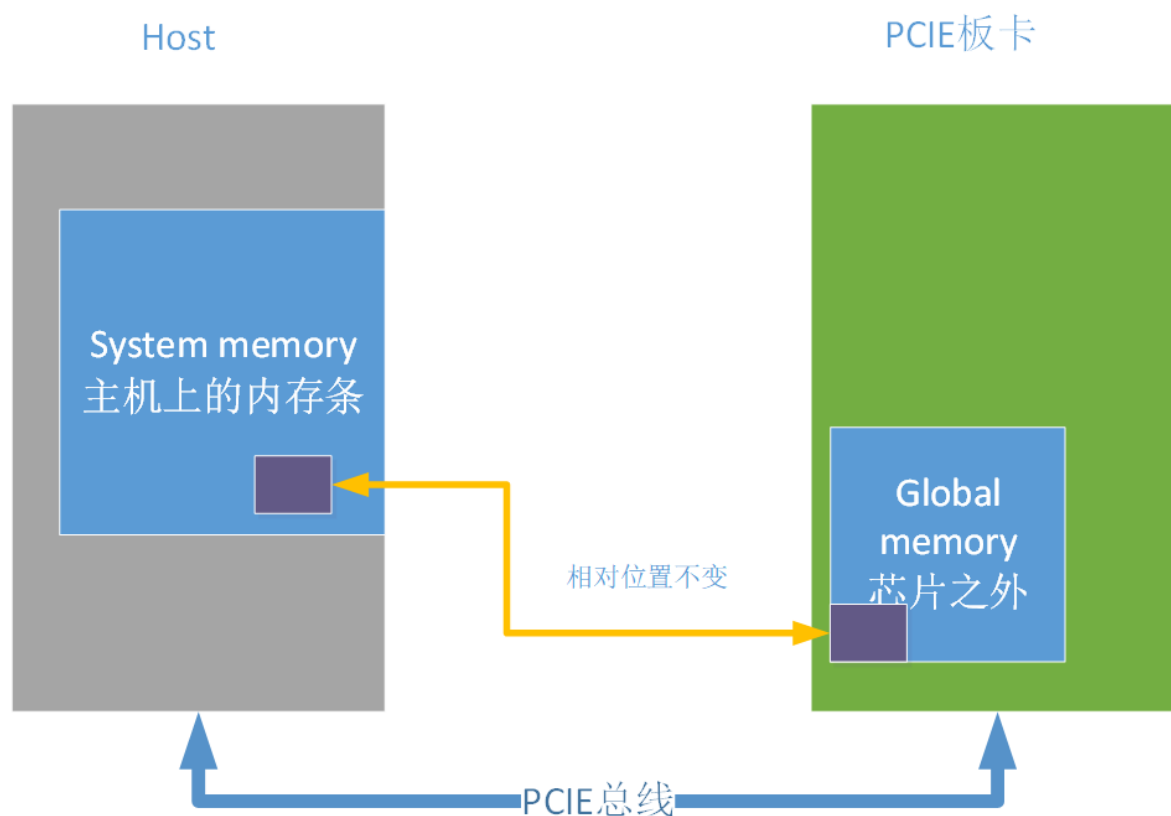 Host
PCIE板卡
System memory
主机上的内存条
Global
memory
芯片之外
相对位置不变
PCIE总线